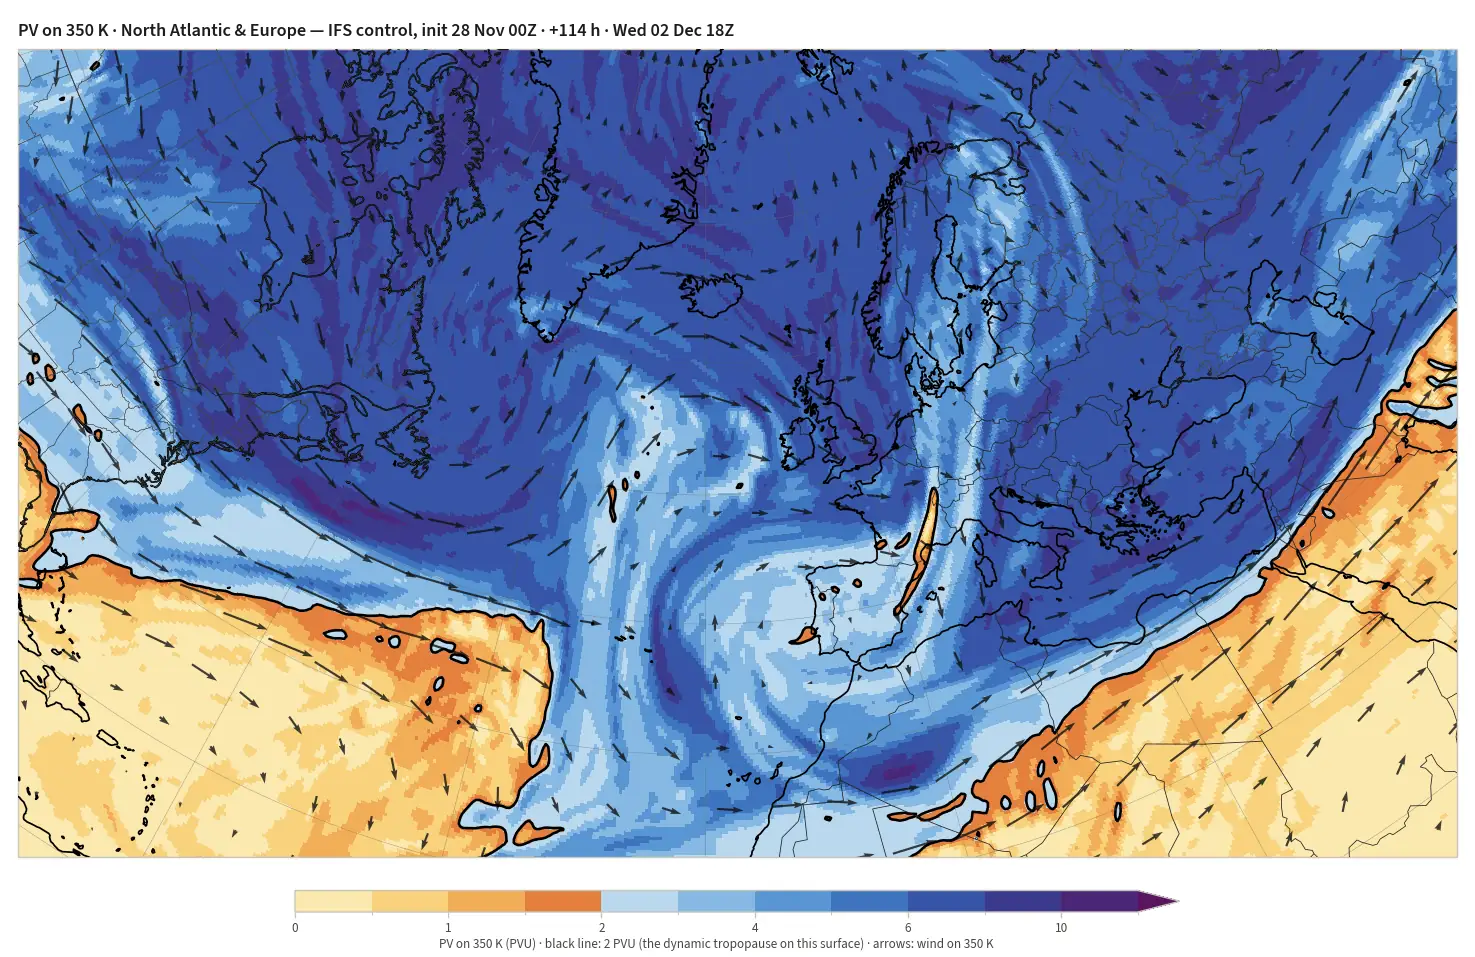 PV on 350 K · North Atlantic & Europe — IFS control, init 28 Nov 00Z · +114 h · Wed 02 Dec 18Z
0 1 2 4 6 10
PV on 350 K (PVU) · black line: 2 PVU (the dynamic tropopause on this surface) · arrows: wind on 350 K